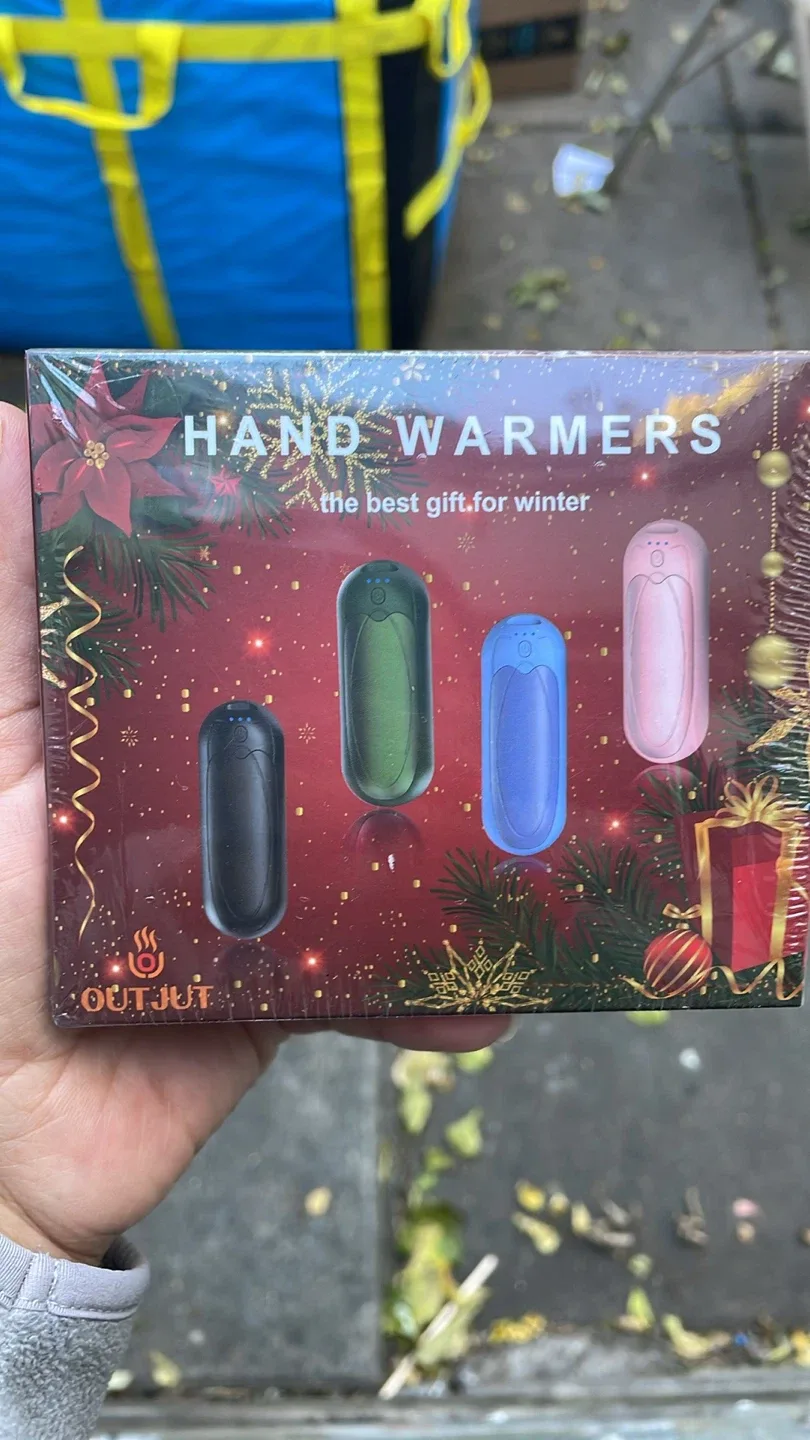 HAND WARMERS
the best gift for winter
OUTJUT